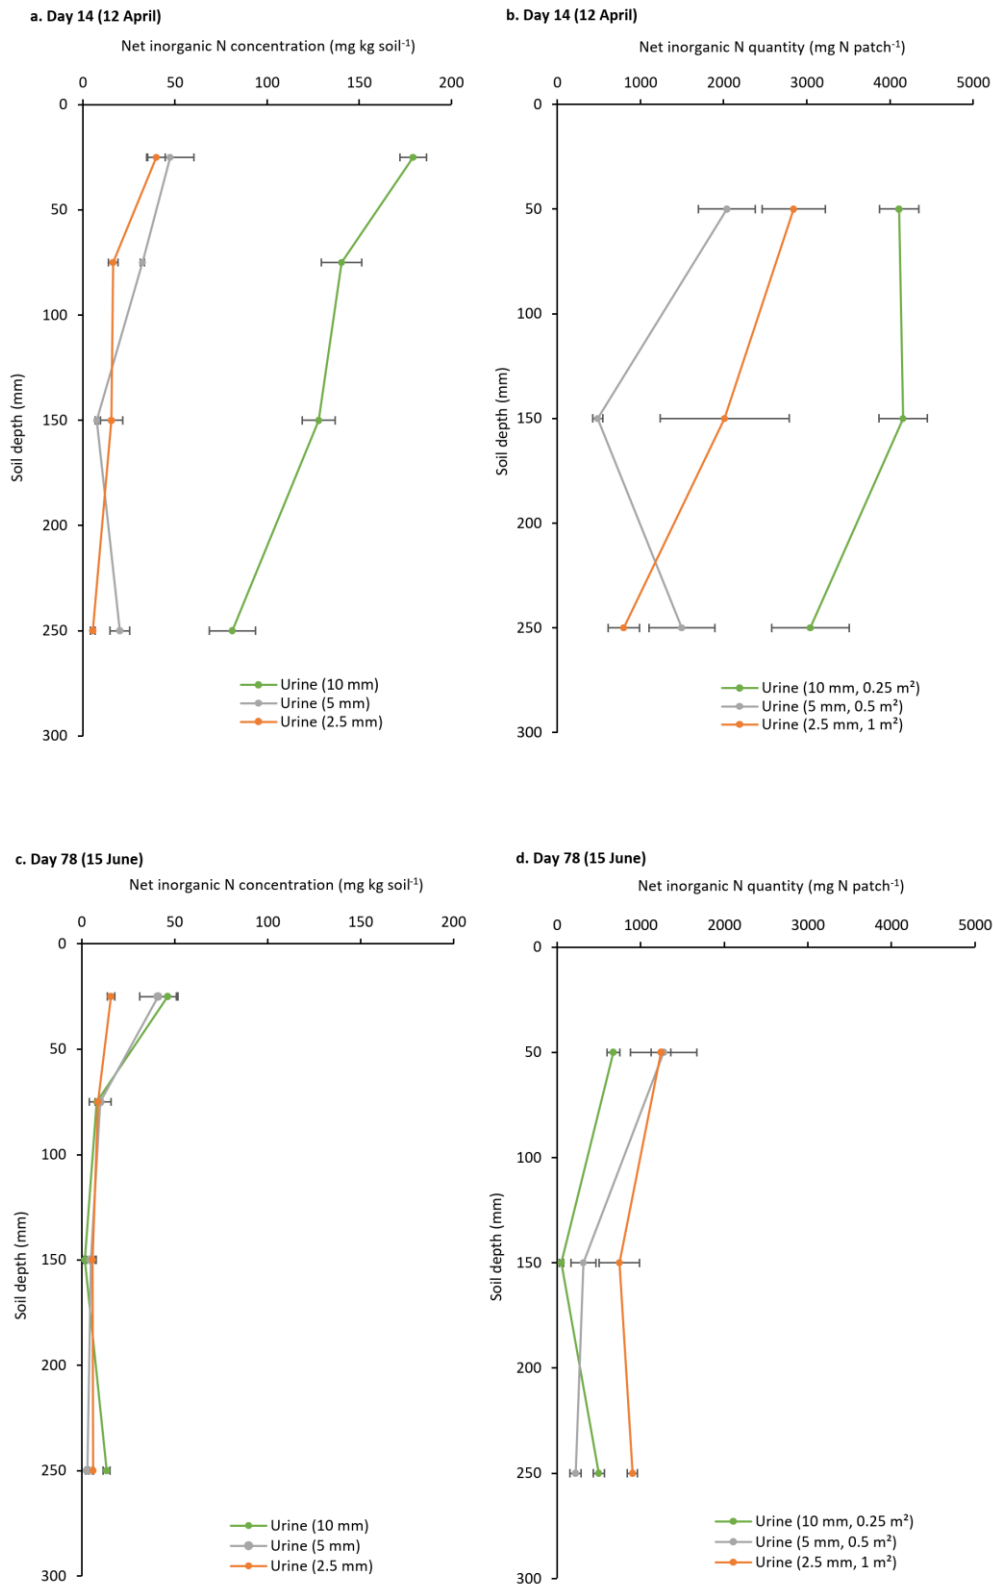 a. Day 14 (12 April)
Net inorganic N concentration (mg kg soil⁻¹)
0 50 100 150 200
0
50
100
150
200
250
300
Soil depth (mm)
Urine (10 mm)
Urine (5 mm)
Urine (2.5 mm)
b. Day 14 (12 April)
Net inorganic N quantity (mg N patch⁻¹)
0 1000 2000 3000 4000 5000
0
50
100
150
200
250
300
Soil depth (mm)
Urine (10 mm, 0.25 m²)
Urine (5 mm, 0.5 m²)
Urine (2.5 mm, 1 m²)
c. Day 78 (15 June)
Net inorganic N concentration (mg kg soil⁻¹)
0 50 100 150 200
0
50
100
150
200
250
300
Soil depth (mm)
Urine (10 mm)
Urine (5 mm)
Urine (2.5 mm)
d. Day 78 (15 June)
Net inorganic N quantity (mg N patch⁻¹)
0 1000 2000 3000 4000 5000
0
50
100
150
200
250
300
Soil depth (mm)
Urine (10 mm, 0.25 m²)
Urine (5 mm, 0.5 m²)
Urine (2.5 mm, 1 m²)